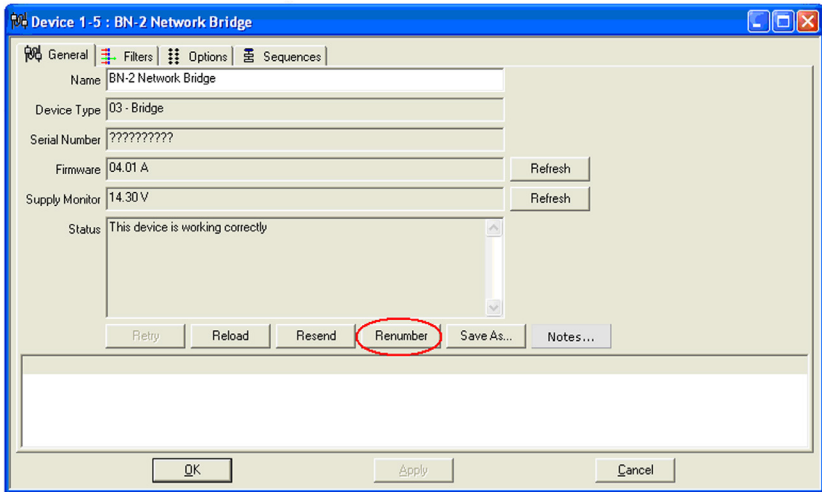 Device 1-5 : BN-2 Network Bridge
General Filters Options Sequences
Name BN-2 Network Bridge
Device Type 03 - Bridge
Serial Number ??????????
Firmware 04.01 A Refresh
Supply Monitor 14.30 V Refresh
Status This device is working correctly
Retry Reload Resend Renumber Save As... Notes...
OK Apply Cancel